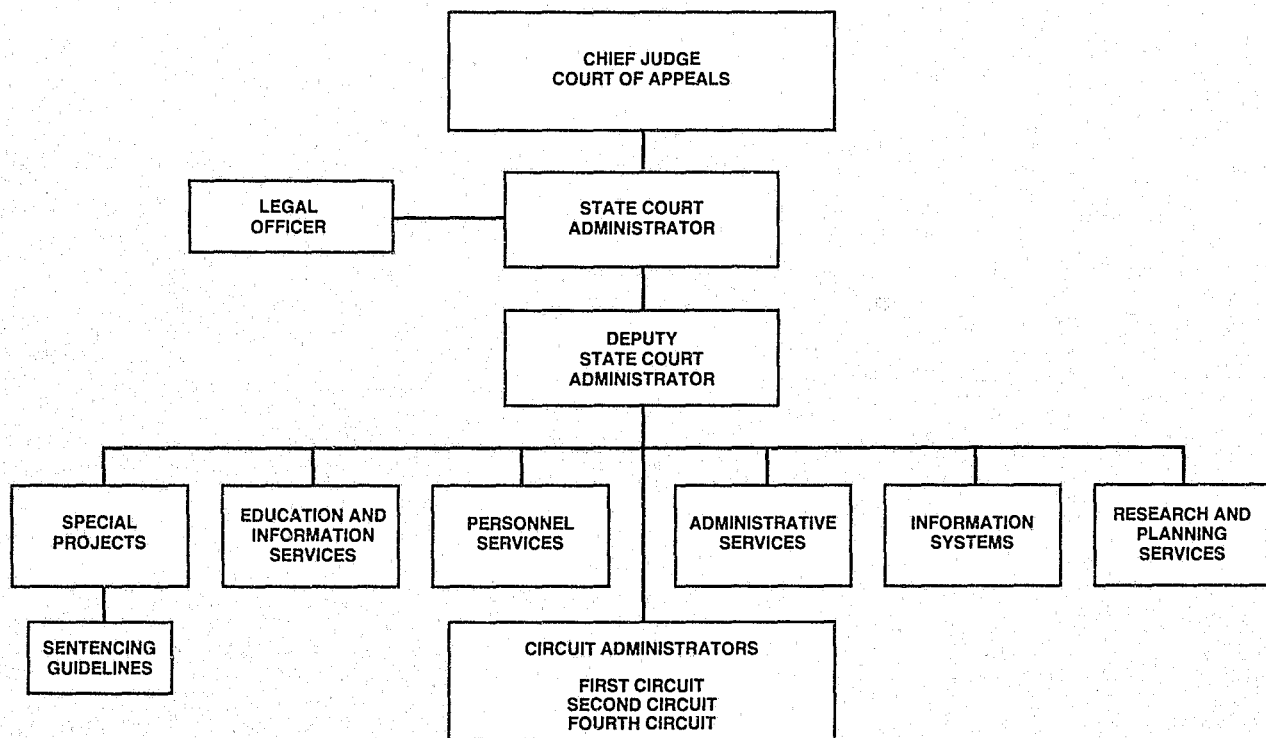 CHIEF JUDGE
COURT OF APPEALS
LEGAL
OFFICER
STATE COURT
ADMINISTRATOR
DEPUTY
STATE COURT
ADMINISTRATOR
SPECIAL
PROJECTS
EDUCATION AND
INFORMATION
SERVICES
PERSONNEL
SERVICES
ADMINISTRATIVE
SERVICES
INFORMATION
SYSTEMS
RESEARCH AND
PLANNING
SERVICES
SENTENCING
GUIDELINES
CIRCUIT ADMINISTRATORS
FIRST CIRCUIT
SECOND CIRCUIT
FOURTH CIRCUIT